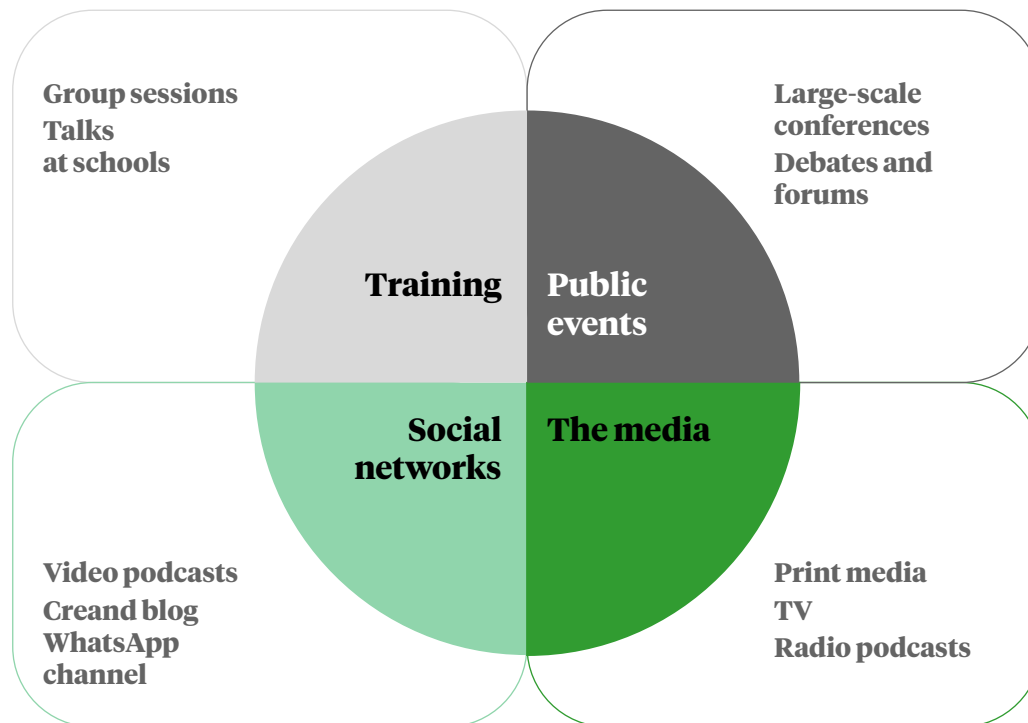 Group sessions
Talks
at schools
Large-scale
conferences
Debates and
forums
Training
Public
events
Social
networks
The media
Video podcasts
Creand blog
WhatsApp
channel
Print media
TV
Radio podcasts